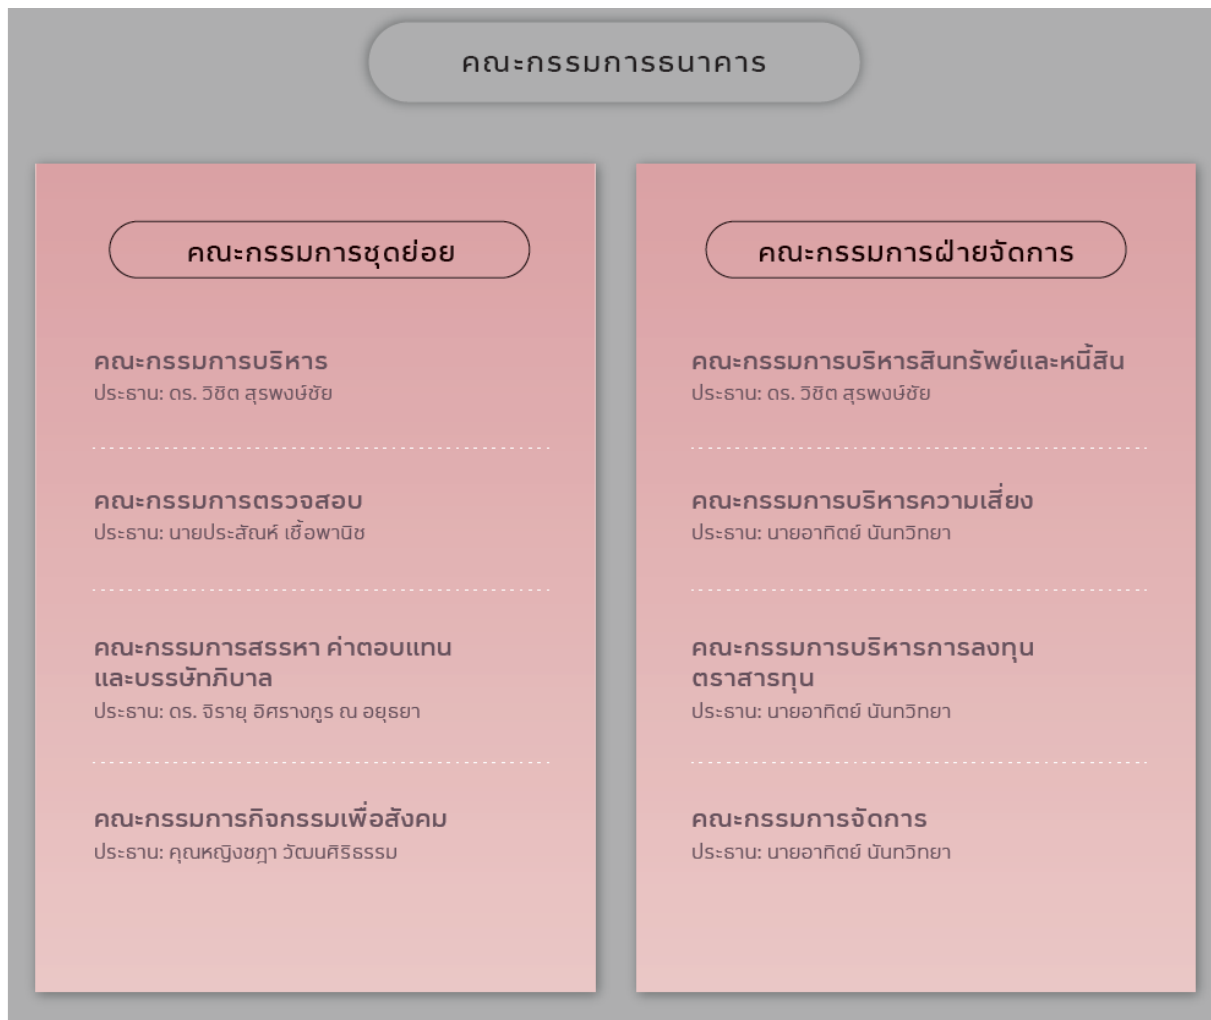 คณะกรรมการธนาคาร
คณะกรรมการชุดย่อย
คณะกรรมการบริหาร
ประธาน: ดร. วิชิต สุรพงษ์ชัย
คณะกรรมการตรวจสอบ
ประธาน: นายประสัณห์ เชื้อพานิช
คณะกรรมการสรรหา ค่าตอบแทน
และบรรษัทภิบาล
ประธาน: ดร. จิรายุ อิศรางกูร ณ อยุธยา
คณะกรรมการกิจกรรมเพื่อสังคม
ประธาน: คุณหญิงชฎา วัฒนศิริธรรม
คณะกรรมการฝ่ายจัดการ
คณะกรรมการบริหารสินทรัพย์และหนี้สิน
ประธาน: ดร. วิชิต สุรพงษ์ชัย
คณะกรรมการบริหารความเสี่ยง
ประธาน: นายอาทิตย์ นันทวิทยา
คณะกรรมการบริหารการลงทุน
ตราสารทุน
ประธาน: นายอาทิตย์ นันทวิทยา
คณะกรรมการจัดการ
ประธาน: นายอาทิตย์ นันทวิทยา